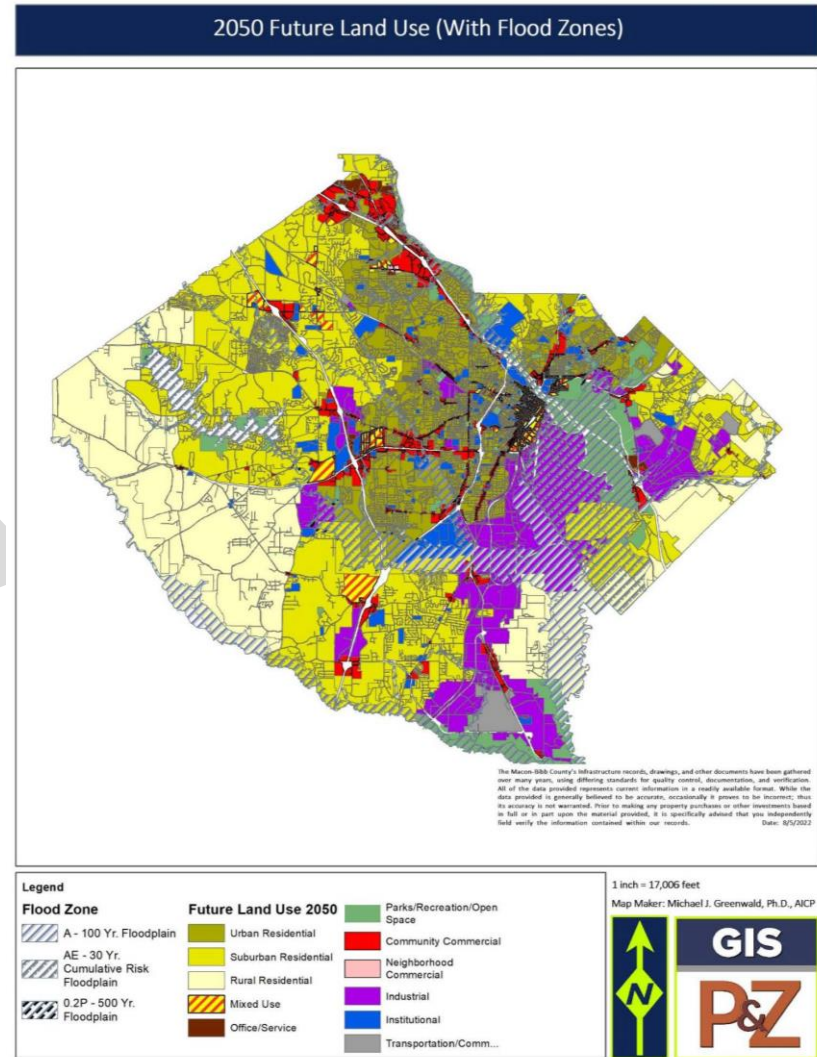 2050 Future Land Use (With Flood Zones)
The Macon-Bibb County's Infrastructure records, drawings, and other documents have been gathered
over many years, using differing standards for quality control, documentation, and verification.
All of the data provided represents current information in a readily available format. While the
data provided is generally believed to be accurate, occasionally it proves to be incorrect; thus
its accuracy is not warranted. Prior to making any property purchases or other investments based
in full or in part upon the material provided, it is specifically advised that you independently
field verify the information contained within our records. Date: 8/5/2022
Legend
Flood Zone
A - 100 Yr. Floodplain
AE - 30 Yr.
Cumulative Risk
Floodplain
0.2P - 500 Yr.
Floodplain
Future Land Use 2050
Urban Residential
Suburban Residential
Rural Residential
Mixed Use
Office/Service
Parks/Recreation/Open
Space
Community Commercial
Neighborhood
Commercial
Industrial
Institutional
Transportation/Comm...
1 inch = 17,006 feet
Map Maker: Michael J. Greenwald, Ph.D., AICP
N
GIS
P&Z